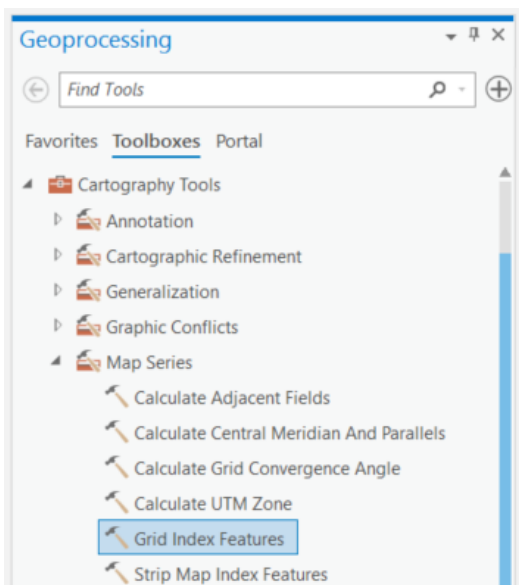 Geoprocessing
Find Tools
Favorites Toolboxes Portal
Cartography Tools
Annotation
Cartographic Refinement
Generalization
Graphic Conflicts
Map Series
Calculate Adjacent Fields
Calculate Central Meridian And Parallels
Calculate Grid Convergence Angle
Calculate UTM Zone
Grid Index Features
Strip Map Index Features